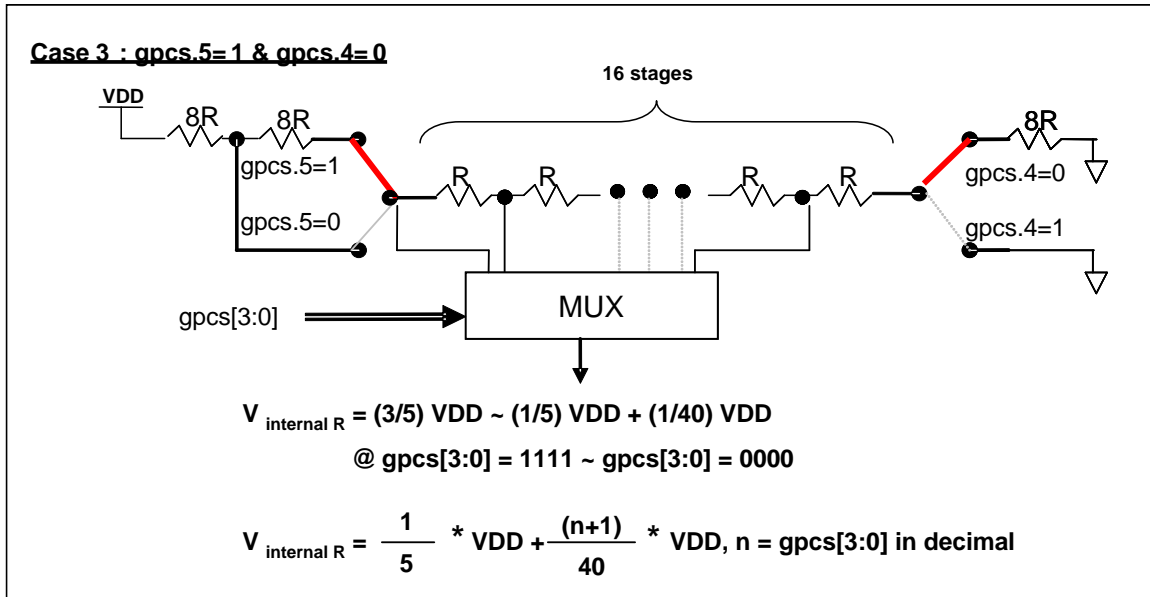 Case 3 : gpcs.5= 1 & gpcs.4= 0
16 stages
VDD
8R
8R
8R
gpcs.5=1
gpcs.4=0
R
R
R
R
gpcs.5=0
gpcs.4=1
MUX
gpcs[3:0]
V internal R = (3/5) VDD ~ (1/5) VDD + (1/40) VDD
@ gpcs[3:0] = 1111 ~ gpcs[3:0] = 0000
V internal R = 1/5 * VDD + (n+1)/40 * VDD, n = gpcs[3:0] in decimal